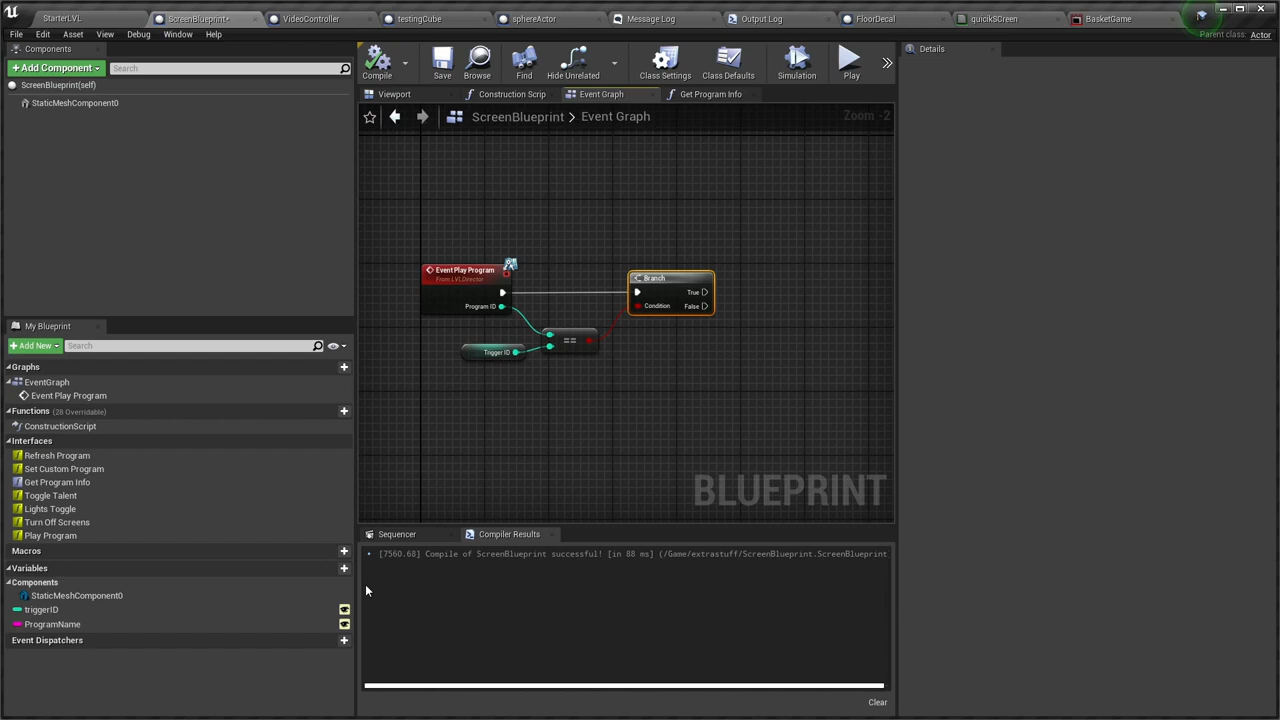 StarterLVL
ScreenBlueprint*
VideoController
testingCube
sphereActor
Message Log
Output Log
FloorDecal
quicikSCreen
BasketGame
File Edit Asset View Debug Window Help
Parent class: Actor
Components
+ Add Component
Search
ScreenBlueprint(self)
StaticMeshComponent0
Compile
Save
Browse
Find
Hide Unrelated
Class Settings
Class Defaults
Simulation
Play
Details
Viewport
Construction Scrip
Event Graph
Get Program Info
ScreenBlueprint > Event Graph
Zoom -2
Event Play Program
From LVLDirector
Program ID
Trigger ID
==
Branch
True
Condition
False
BLUEPRINT
My Blueprint
+ Add New
Search
Graphs
EventGraph
Event Play Program
Functions (28 Overridable)
ConstructionScript
Interfaces
Refresh Program
Set Custom Program
Get Program Info
Toggle Talent
Lights Toggle
Turn Off Screens
Play Program
Macros
Variables
Components
StaticMeshComponent0
triggerID
ProgramName
Event Dispatchers
Sequencer
Compiler Results
[7560.68] Compile of ScreenBlueprint successful! [in 88 ms] (/Game/extrastuff/ScreenBlueprint.ScreenBlueprint
Clear